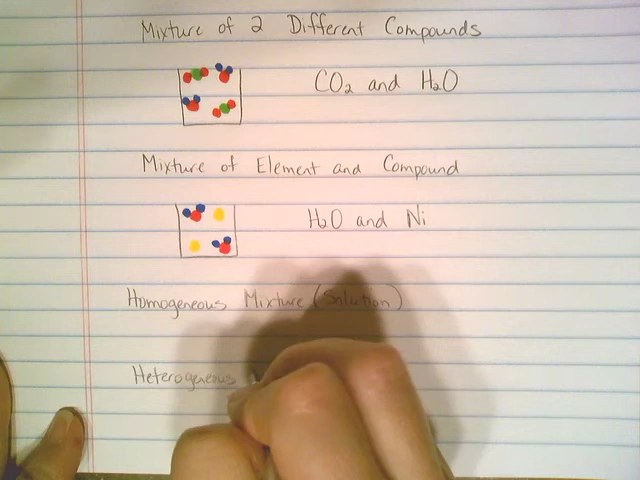 Mixture of 2 Different Compounds
CO₂ and H₂O
Mixture of Element and Compound
H₂O and Ni
Homogeneous Mixture (Solution)
Heterogeneous